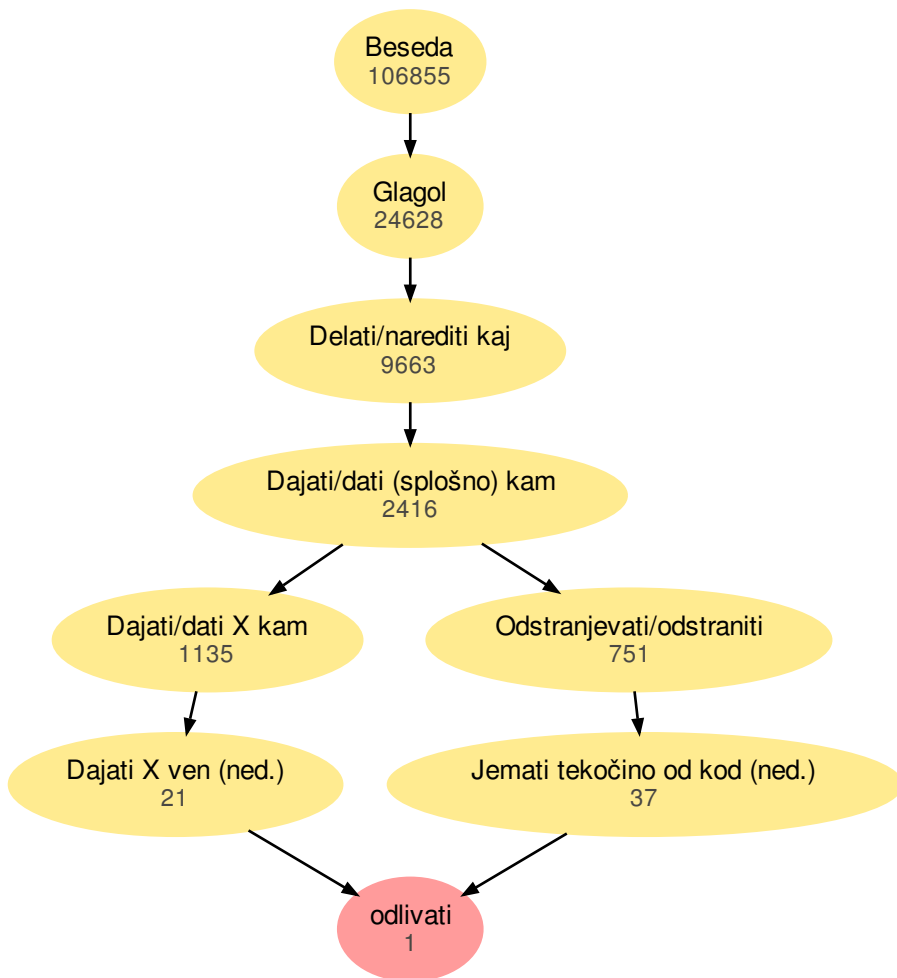 Beseda
106855
Glagol
24628
Delati/narediti kaj
9663
Dajati/dati (splošno) kam
2416
Dajati/dati X kam
1135
Odstranjevati/odstraniti
751
Dajati X ven (ned.)
21
Jemati tekočino od kod (ned.)
37
odlivati
1